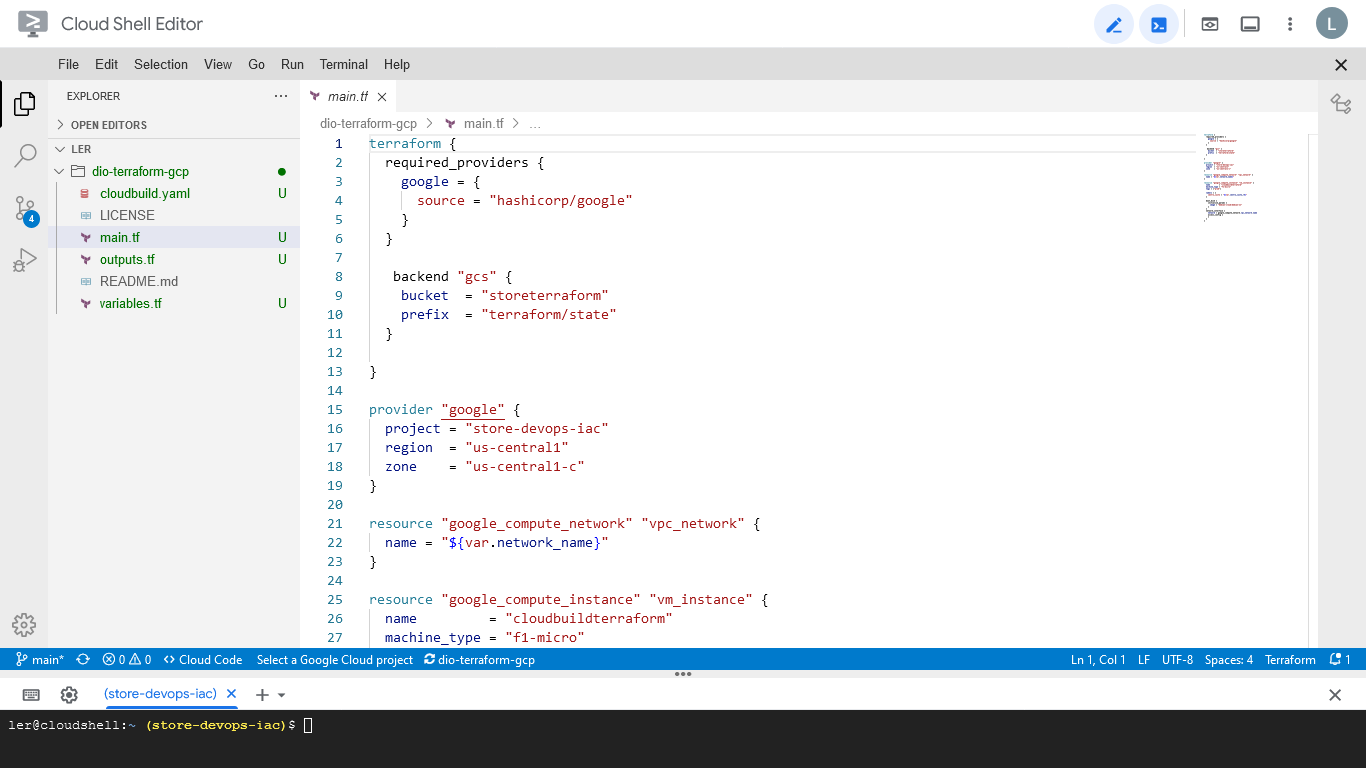 Cloud Shell Editor
L
File Edit Selection View Go Run Terminal Help
EXPLORER
OPEN EDITORS
LER
dio-terraform-gcp
cloudbuild.yaml U
LICENSE
main.tf U
outputs.tf U
README.md
variables.tf U
4
main.tf
dio-terraform-gcp > main.tf > ...
1 terraform {
2 required_providers {
3 google = {
4 source = "hashicorp/google"
5 }
6 }
7
8 backend "gcs" {
9 bucket = "storeterraform"
10 prefix = "terraform/state"
11 }
12
13 }
14
15 provider "google" {
16 project = "store-devops-iac"
17 region = "us-central1"
18 zone = "us-central1-c"
19 }
20
21 resource "google_compute_network" "vpc_network" {
22 name = "${var.network_name}"
23 }
24
25 resource "google_compute_instance" "vm_instance" {
26 name = "cloudbuildterraform"
27 machine_type = "f1-micro"
main* 0 0 Cloud Code Select a Google Cloud project dio-terraform-gcp Ln 1, Col 1 LF UTF-8 Spaces: 4 Terraform 1
(store-devops-iac)
ler@cloudshell:~ (store-devops-iac)$